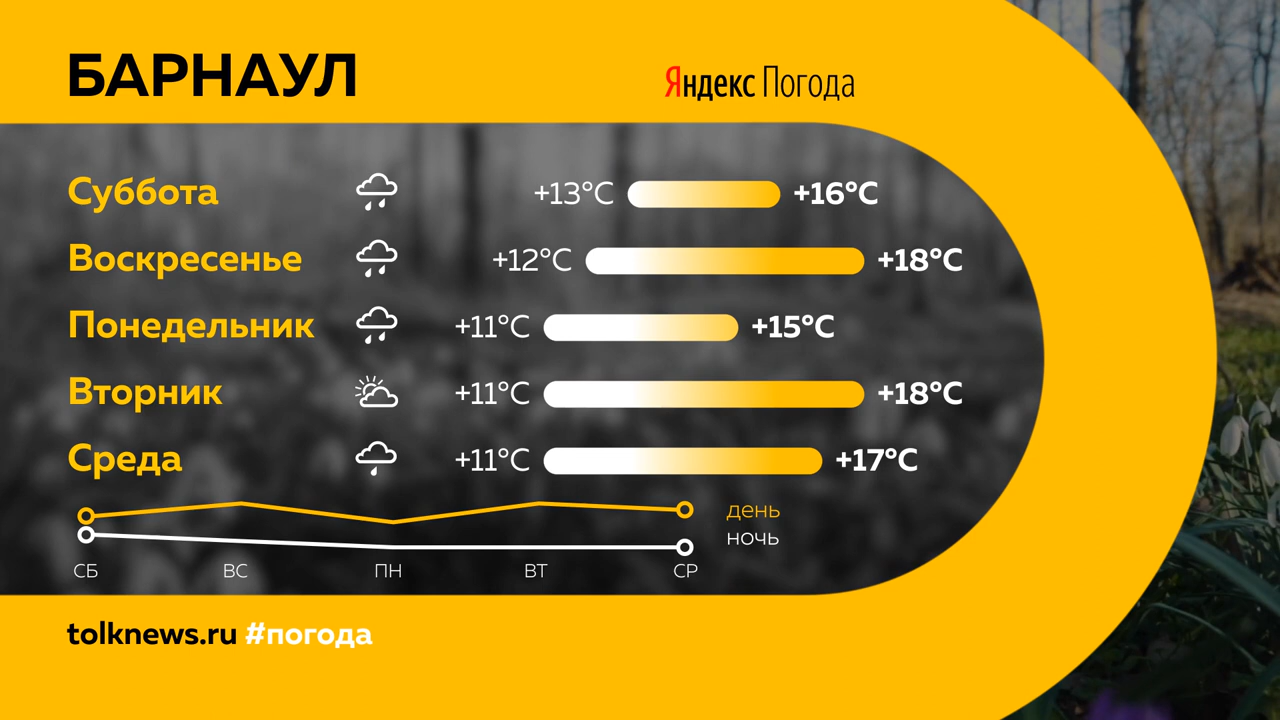 БАРНАУЛ
Яндекс Погода
Суббота +13°C +16°C
Воскресенье +12°C +18°C
Понедельник +11°C +15°C
Вторник +11°C +18°C
Среда +11°C +17°C
день
ночь
СБ ВС ПН ВТ СР
tolknews.ru #погода